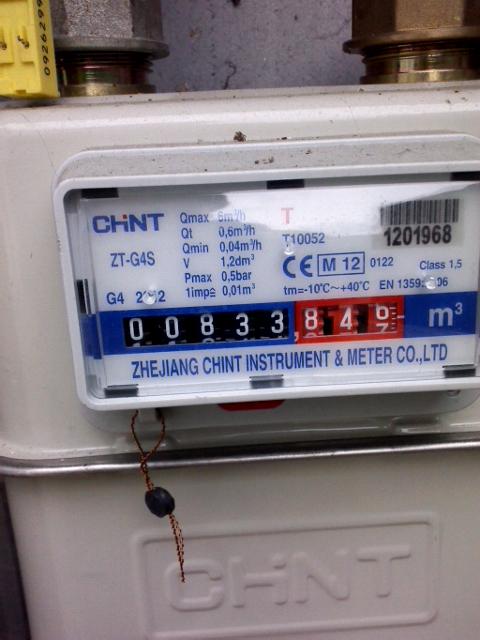 092629
CHNT
ZT-G4S
G4
Qmax 6m³/h
Qt 0,6m³/h
Qmin 0,04m³/h
V 1,2dm³
Pmax 0,5bar
1imp≙0,01m³
T
T10052
1201968
CE M 12 0122
Class 1,5
tm=-10°C~+40°C
EN 1359:
00833,84
m³
ZHEJIANG CHINT INSTRUMENT & METER CO.,LTD
CHNT